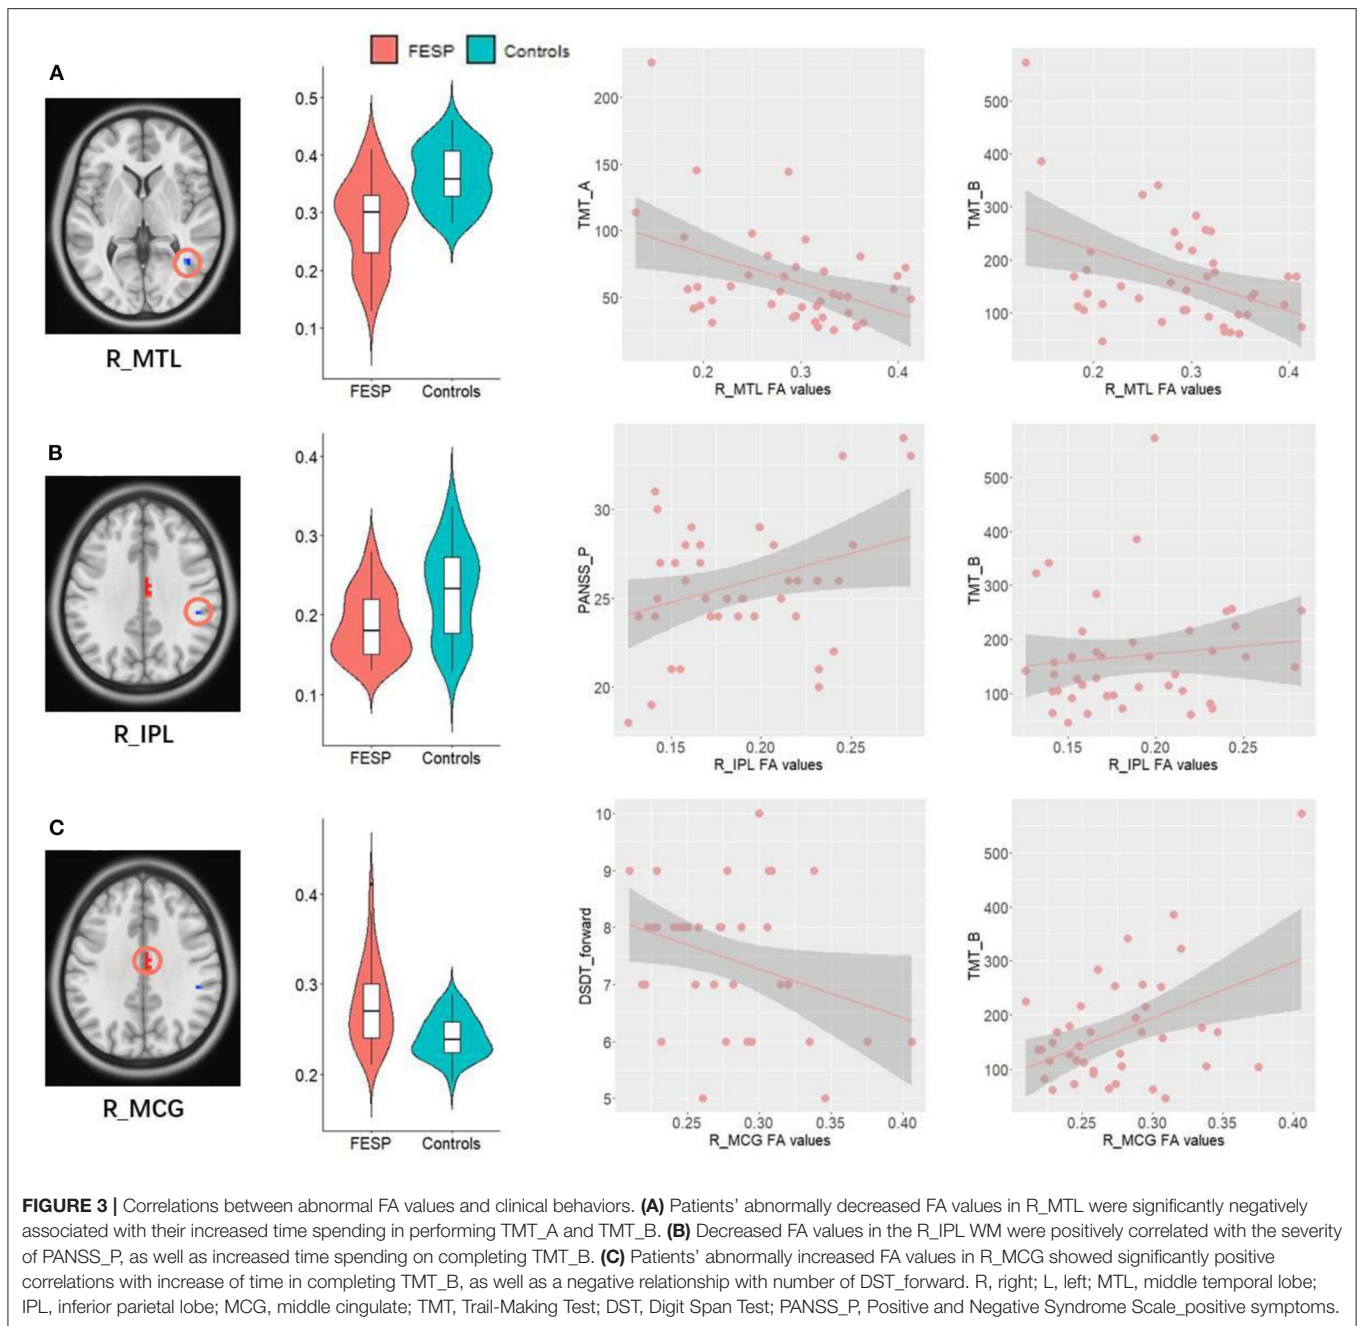 FESP Controls
A
R_MTL
0.5
0.4
0.3
0.2
0.1
FESP Controls
TMT_A
200
150
100
50
0.2 0.3 0.4
R_MTL FA values
TMT_B
500
400
300
200
100
0.2 0.3 0.4
R_MTL FA values
B
R_IPL
0.4
0.3
0.2
0.1
FESP Controls
PANSS_P
30
25
20
0.15 0.20 0.25
R_IPL FA values
TMT_B
500
400
300
200
100
0.15 0.20 0.25
R_IPL FA values
C
R_MCG
0.4
0.3
0.2
FESP Controls
DSDT_forward
10
9
8
7
6
5
0.25 0.30 0.35 0.40
R_MCG FA values
TMT_B
500
400
300
200
100
0.25 0.30 0.35 0.40
R_MCG FA values
FIGURE 3 | Correlations between abnormal FA values and clinical behaviors. (A) Patients' abnormally decreased FA values in R_MTL were significantly negatively
associated with their increased time spending in performing TMT_A and TMT_B. (B) Decreased FA values in the R_IPL WM were positively correlated with the severity
of PANSS_P, as well as increased time spending on completing TMT_B. (C) Patients' abnormally increased FA values in R_MCG showed significantly positive
correlations with increase of time in completing TMT_B, as well as a negative relationship with number of DST_forward. R, right; L, left; MTL, middle temporal lobe;
IPL, inferior parietal lobe; MCG, middle cingulate; TMT, Trail-Making Test; DST, Digit Span Test; PANSS_P, Positive and Negative Syndrome Scale_positive symptoms.